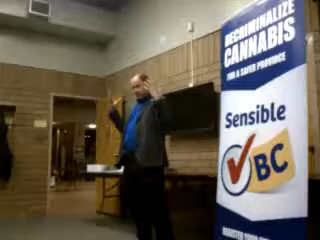 DECRIMINALIZE
CANNABIS
FOR A SAFER PROVINCE
Sensible
BC